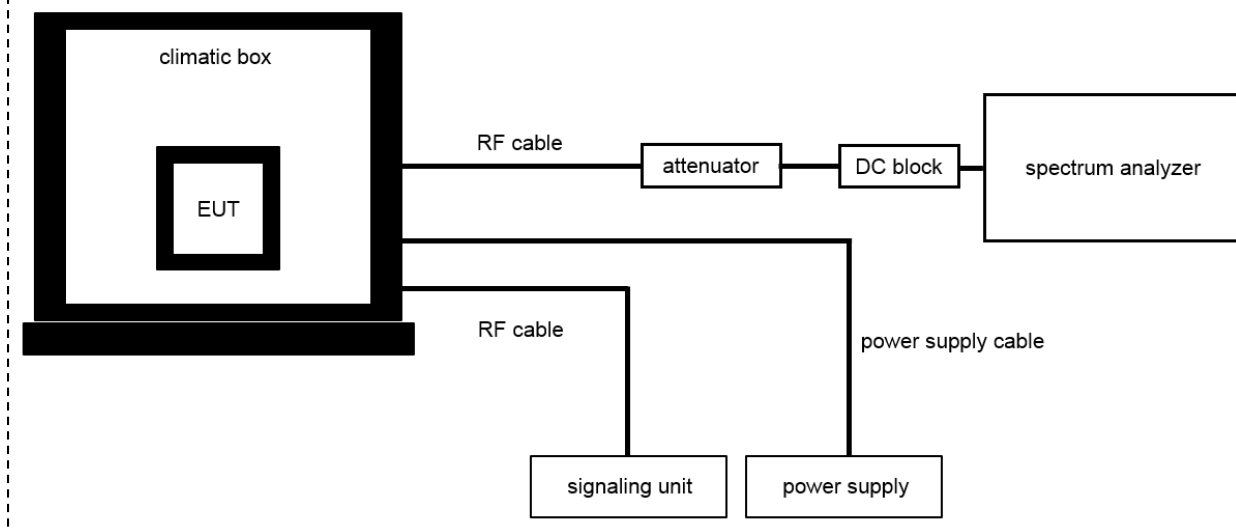 climatic box
RF cable
attenuator
DC block
spectrum analyzer
EUT
RF cable
power supply cable
signaling unit
power supply